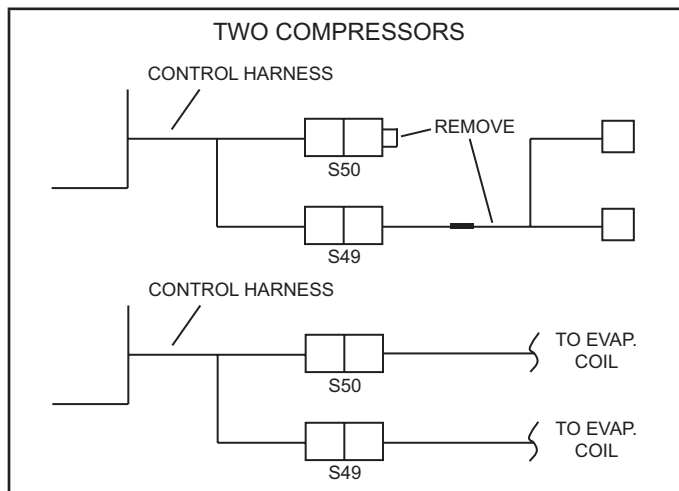 TWO COMPRESSORS
CONTROL HARNESS
REMOVE
S50
S49
CONTROL HARNESS
TO EVAP.
COIL
S50
TO EVAP.
COIL
S49